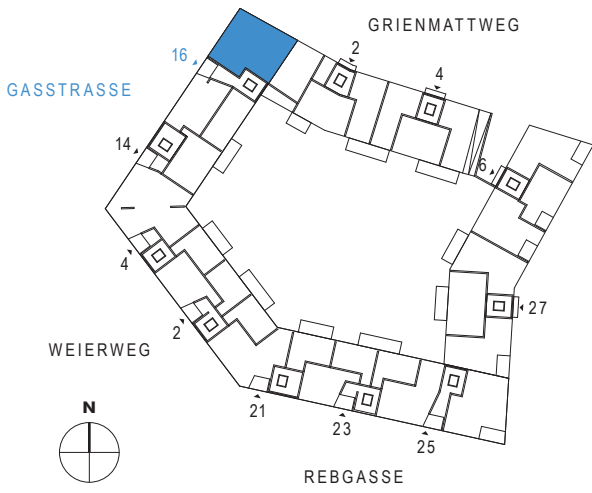 GRIENMATTWEG
2
16
4
GASSTRASSE
14
6
4
27
2
WEIERWEG
N
21
23
25
REBGASSE